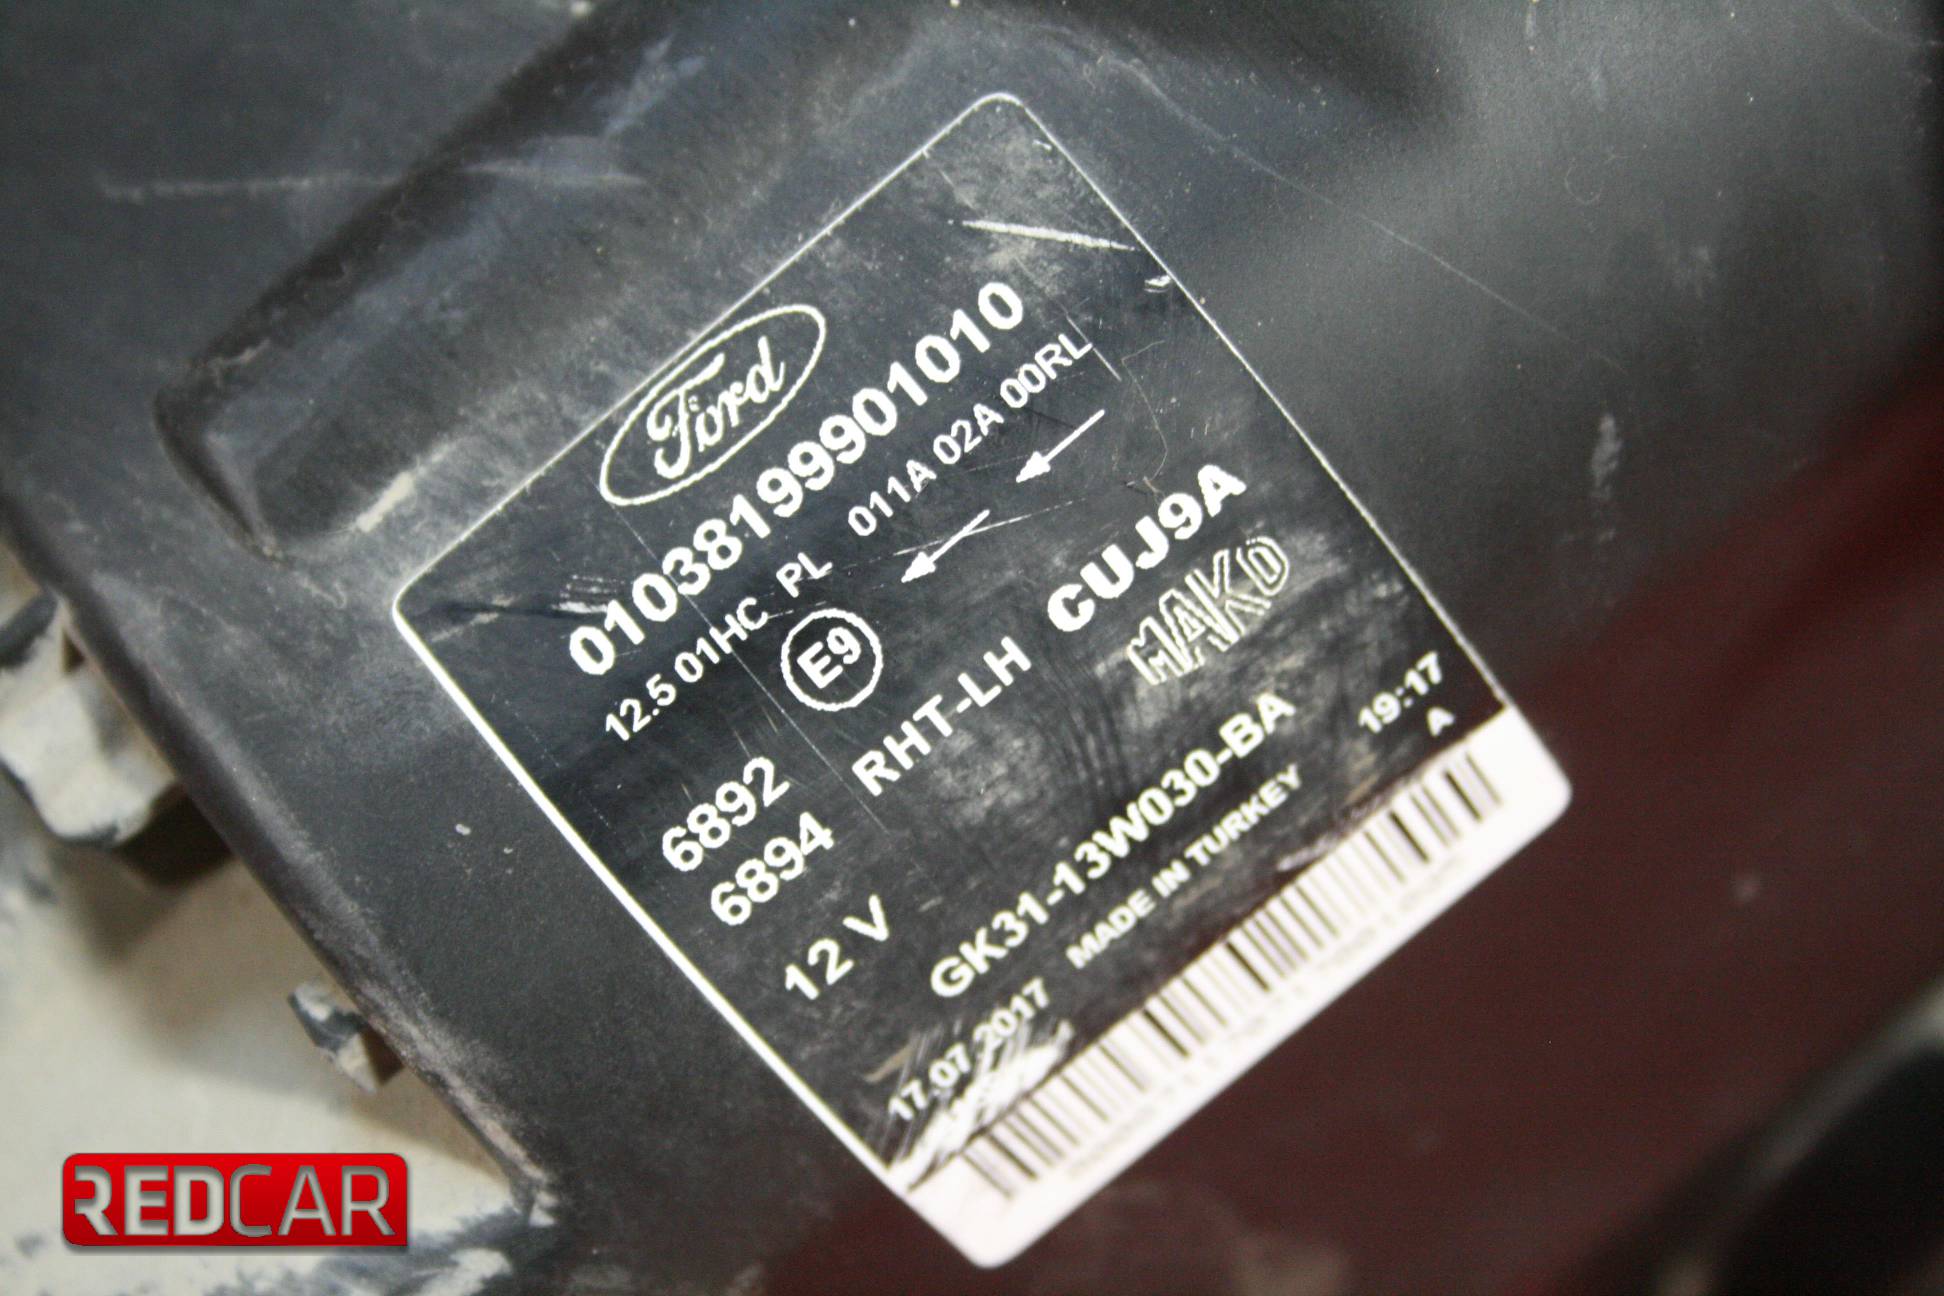 Ford
01038199901010
12.5 01HC PL 011A 02A 00RL
E9
CUJ9A
6892
6894 RHT-LH MAKO
12 V GK31-13W030-BA 19:17
17.07.2017 MADE IN TURKEY A
REDCAR